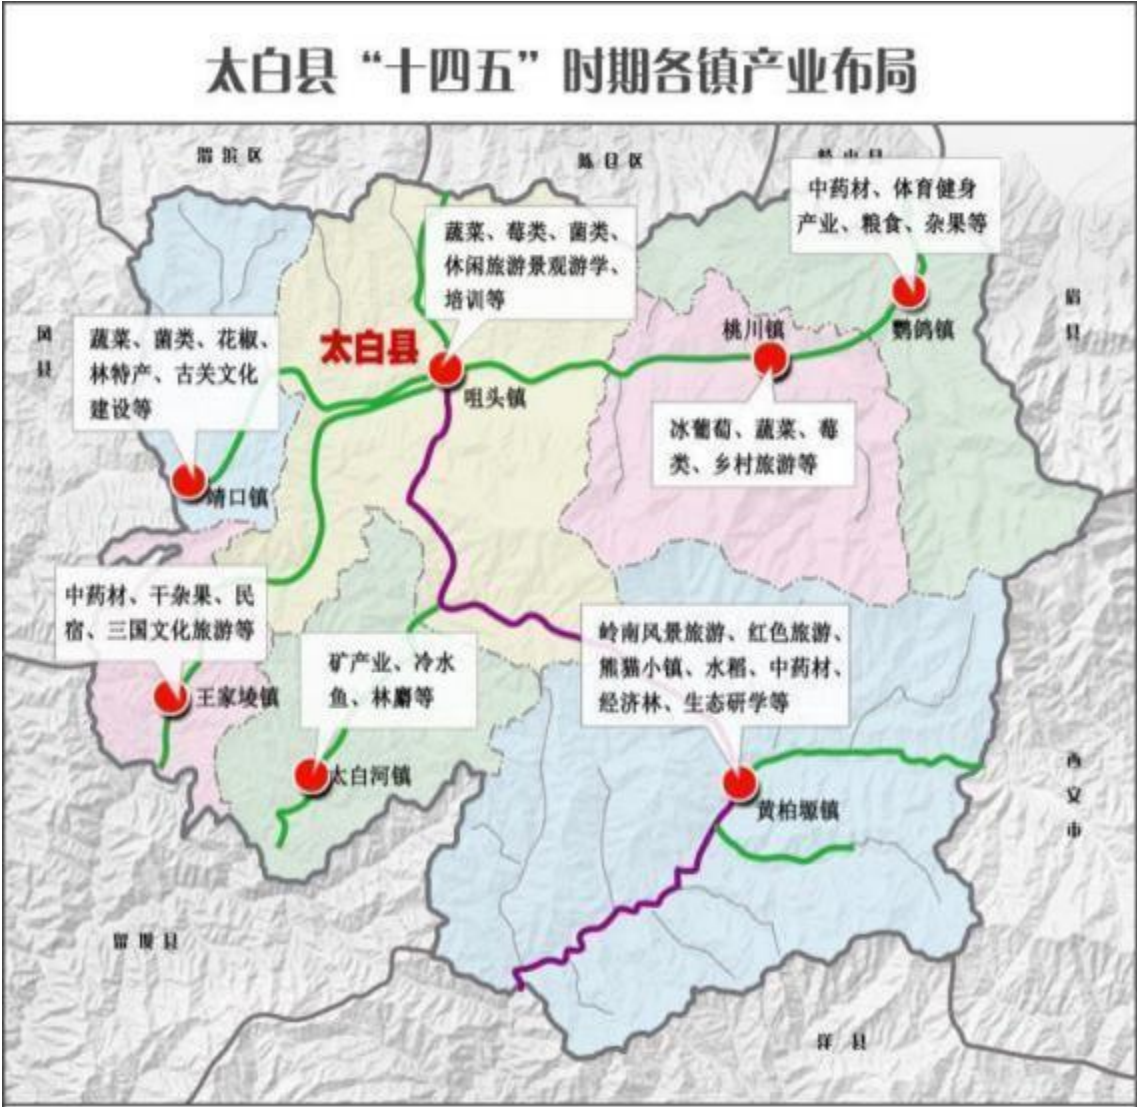 太白县“十四五”时期各镇产业布局
渭滨区
陈仓区
中药材、体育健身
产业、粮食、杂果等
蔬菜、莓类、菌类、
休闲旅游景观游学、
培训等
眉县
凤县
蔬菜、菌类、花椒、
林特产、古关文化
建设等
太白县
桃川镇
鹦鸽镇
咀头镇
冰葡萄、蔬菜、莓
类、乡村旅游等
靖口镇
中药材、干杂果、民
宿、三国文化旅游等
岭南风景旅游、红色旅游、
熊猫小镇、水稻、中药材、
经济林、生态研学等
矿产业、冷水
鱼、林麝等
王家堎镇
太白河镇
黄柏塬镇
西安市
留坝县
洋县